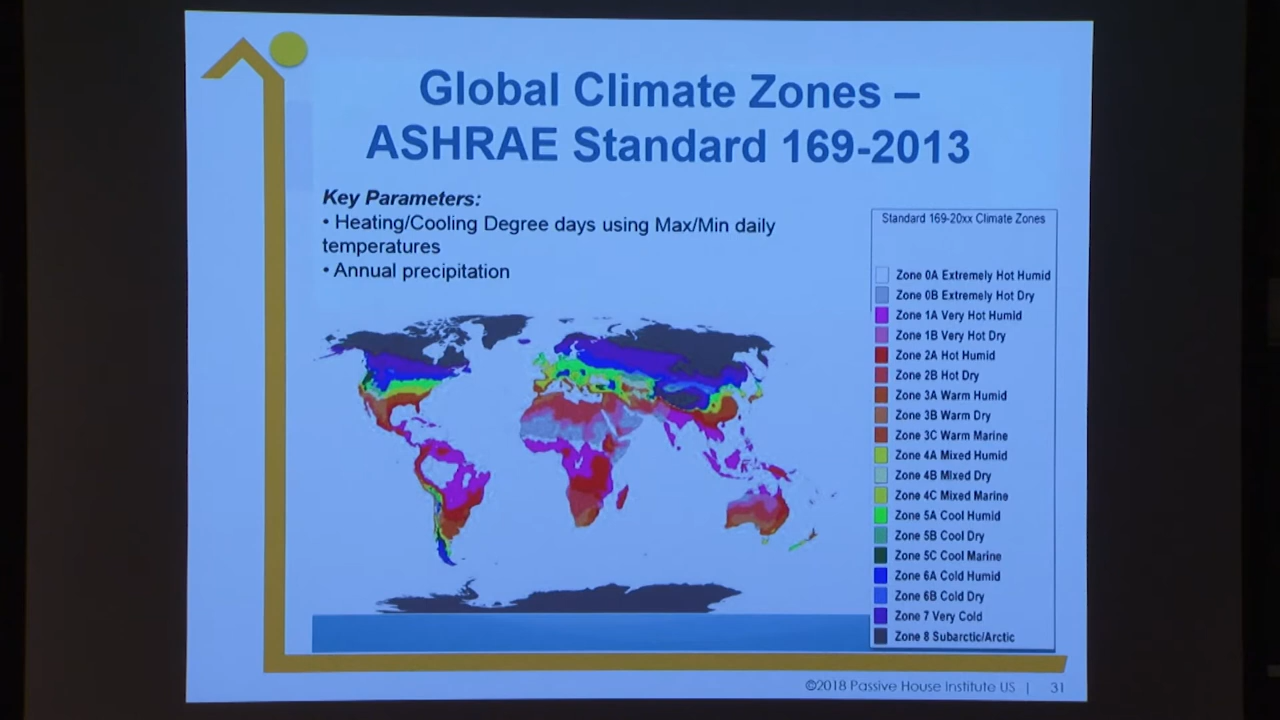 Global Climate Zones –
ASHRAE Standard 169-2013
Key Parameters:
• Heating/Cooling Degree days using Max/Min daily
temperatures
• Annual precipitation
Standard 169-20xx Climate Zones
Zone 0A Extremely Hot Humid
Zone 0B Extremely Hot Dry
Zone 1A Very Hot Humid
Zone 1B Very Hot Dry
Zone 2A Hot Humid
Zone 2B Hot Dry
Zone 3A Warm Humid
Zone 3B Warm Dry
Zone 3C Warm Marine
Zone 4A Mixed Humid
Zone 4B Mixed Dry
Zone 4C Mixed Marine
Zone 5A Cool Humid
Zone 5B Cool Dry
Zone 5C Cool Marine
Zone 6A Cold Humid
Zone 6B Cold Dry
Zone 7 Very Cold
Zone 8 Subarctic/Arctic
©2018 Passive House Institute US | 31